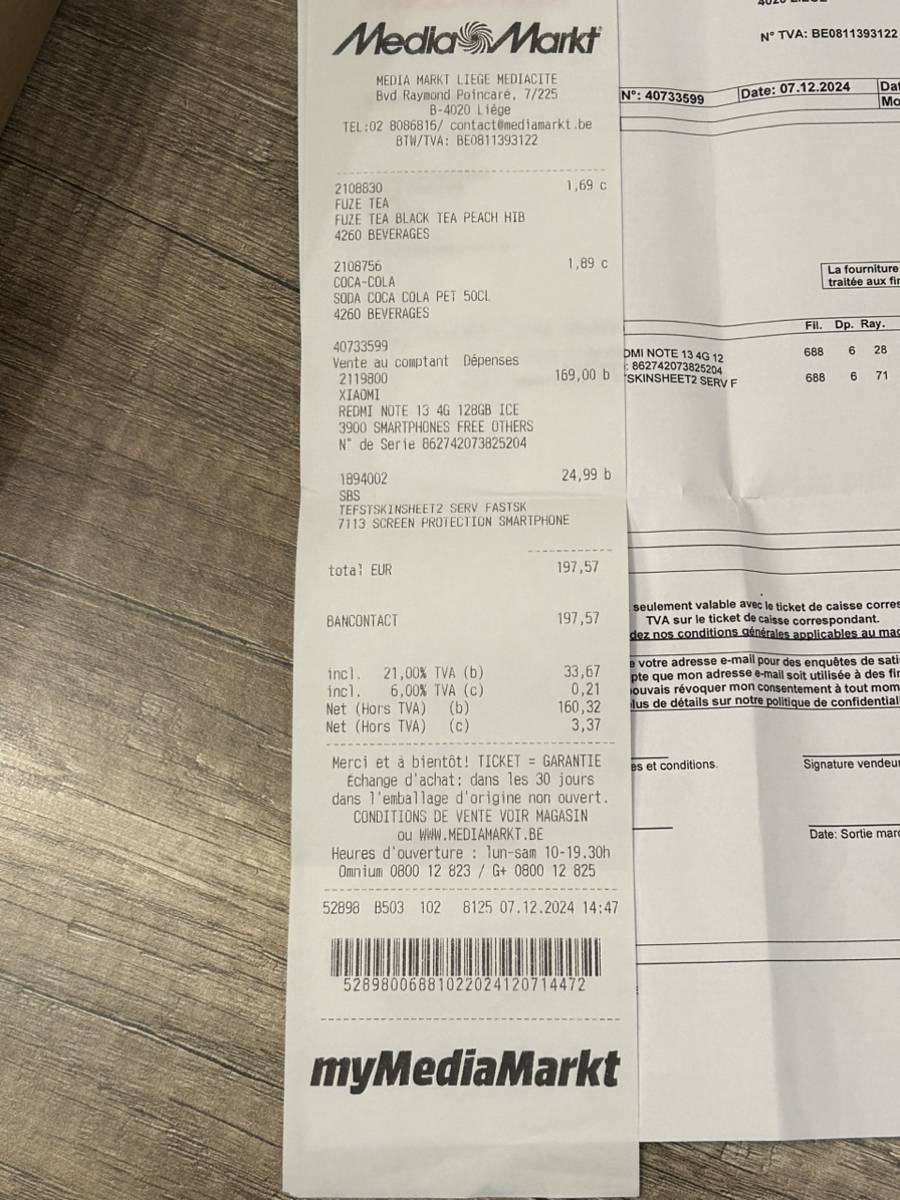 MediaMarkt
MEDIA MARKT LIEGE MEDIACITE
Bvd Raymond Poincaré, 7/225
B-4020 Liège
TEL:02 8086815/ contact@mediamarkt.be
BTW/TVA: BE0811393122
2108830 1,69 c
FUZE TEA
FUZE TEA BLACK TEA PEACH HIB
4260 BEVERAGES
2108756 1,89 c
COCA-COLA
SODA COCA COLA PET 50CL
4260 BEVERAGES
40733599
Vente au comptant Dépenses
2119800 169,00 b
XIAOMI
REDMI NOTE 13 4G 128GB ICE
3900 SMARTPHONES FREE OTHERS
N° de Serie 862742073825204
1894002 24,99 b
SBS
TEFSTSKINSHEET2 SERV FASTSK
7113 SCREEN PROTECTION SMARTPHONE
total EUR 197,57
BANCONTACT 197,57
incl. 21,00% TVA (b) 33,67
incl. 6,00% TVA (c) 0,21
Net (Hors TVA) (b) 160,32
Net (Hors TVA) (c) 3,37
Merci et à bientôt! TICKET = GARANTIE
Echange d'achat: dans les 30 jours
dans l'emballage d'origine non ouvert.
CONDITIONS DE VENTE VOIR MAGASIN
ou WWW.MEDIAMARKT.BE
Heures d'ouverture : lun-sam 10-19.30h
Omnium 0800 12 823 / G+ 0800 12 825
52898 B503 102 8125 07.12.2024 14:47
52898006881022024120714472
myMediaMarkt
4020 LIEGE
N° TVA: BE0811393122
N°: 40733599 Date: 07.12.2024 Dat
Mo
La fourniture
traitée aux fin
Fil. Dp. Ray.
DMI NOTE 13 4G 12 688 6 28
: 862742073825204
TSKINSHEET2 SERV F 688 6 71
seulement valable avec le ticket de caisse corres
TVA sur le ticket de caisse correspondant.
dez nos conditions générales applicables au mag
e votre adresse e-mail pour des enquêtes de sati
pte que mon adresse e-mail soit utilisée à des fin
ouvais révoquer mon consentement à tout mom
lus de détails sur notre politique de confidential
es et conditions. Signature vendeur
Date: Sortie marc